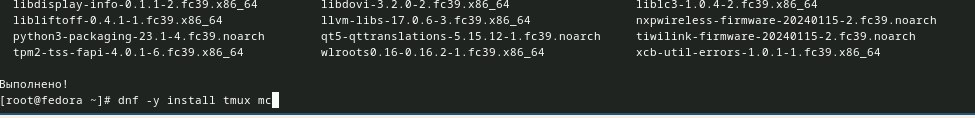 libdisplay-info-0.1.1-2.fc39.x86_64 libdovi-3.2.0-2.fc39.x86_64 liblc3-1.0.4-2.fc39.x86_64
libliftoff-0.4.1-1.fc39.x86_64 llvm-libs-17.0.6-3.fc39.x86_64 nxpwireless-firmware-20240115-2.fc39.noarch
python3-packaging-23.1-4.fc39.noarch qt5-qttranslations-5.15.12-1.fc39.noarch tiwilink-firmware-20240115-2.fc39.noarch
tpm2-tss-fapi-4.0.1-6.fc39.x86_64 wlroots0.16-0.16.2-1.fc39.x86_64 xcb-util-errors-1.0.1-1.fc39.x86_64
Выполнено!
[root@fedora ~]# dnf -y install tmux mc